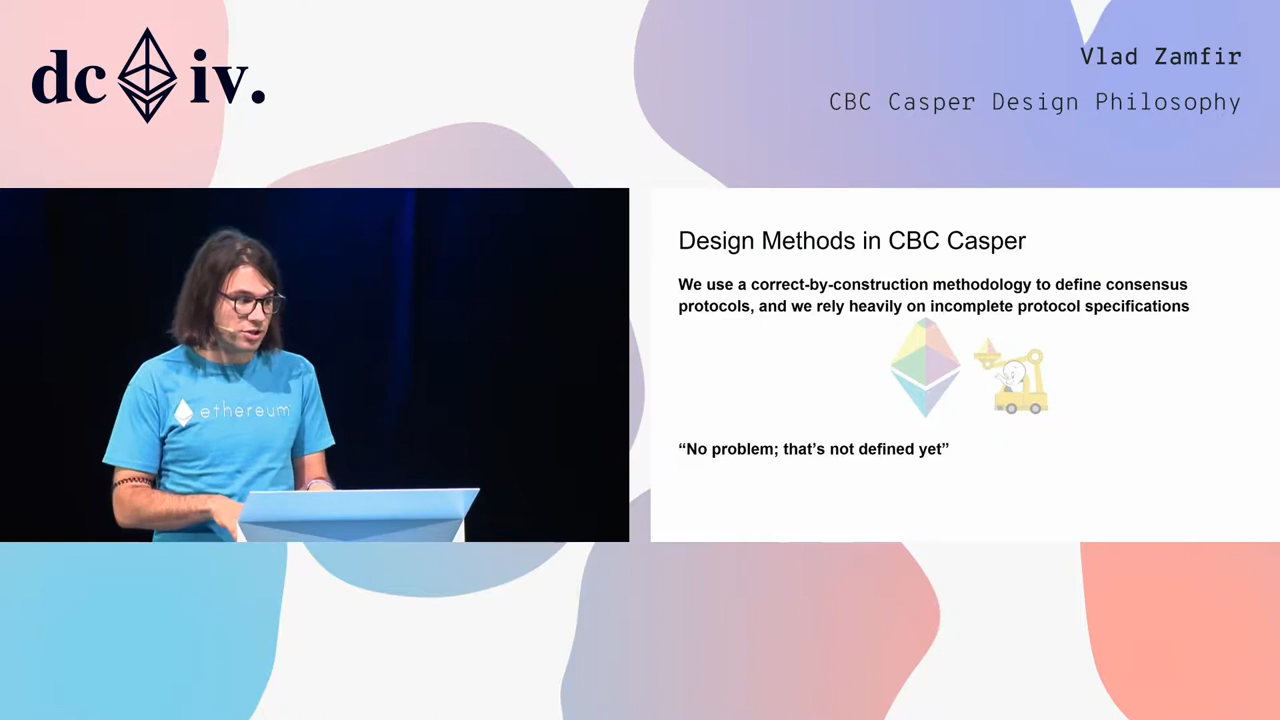 dc iv.
Vlad Zamfir
CBC Casper Design Philosophy
ethereum
Design Methods in CBC Casper
We use a correct-by-construction methodology to define consensus
protocols, and we rely heavily on incomplete protocol specifications
“No problem; that’s not defined yet”